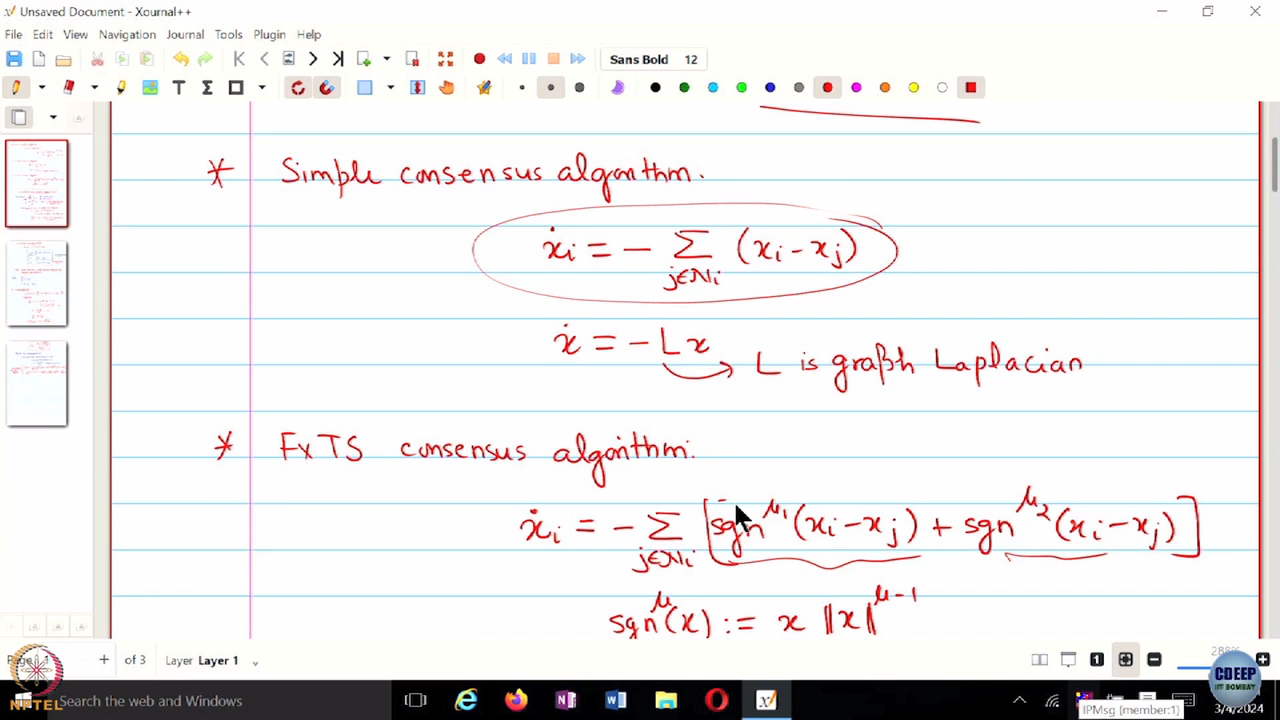 Unsaved Document - Xournal++
File Edit View Navigation Journal Tools Plugin Help
Sans Bold 12
* Simple consensus algorithm.
ẋᵢ = - Σ_{j∈Nᵢ} (xᵢ - xⱼ)
ẋ = - L x
L is graph Laplacian
* FxTS consensus algorithm:
ẋᵢ = - Σ_{j∈Nᵢ} [sgn^{μ₁}(xᵢ - xⱼ) + sgn^{μ₂}(xᵢ - xⱼ)]
sgn^μ(x) := x ‖x‖^{μ-1}
of 3 Layer Layer 1
288%
NPTEL
Search the web and Windows
CDEEP
IIT BOMBAY
3/4/2024
IPMsg (member:1)